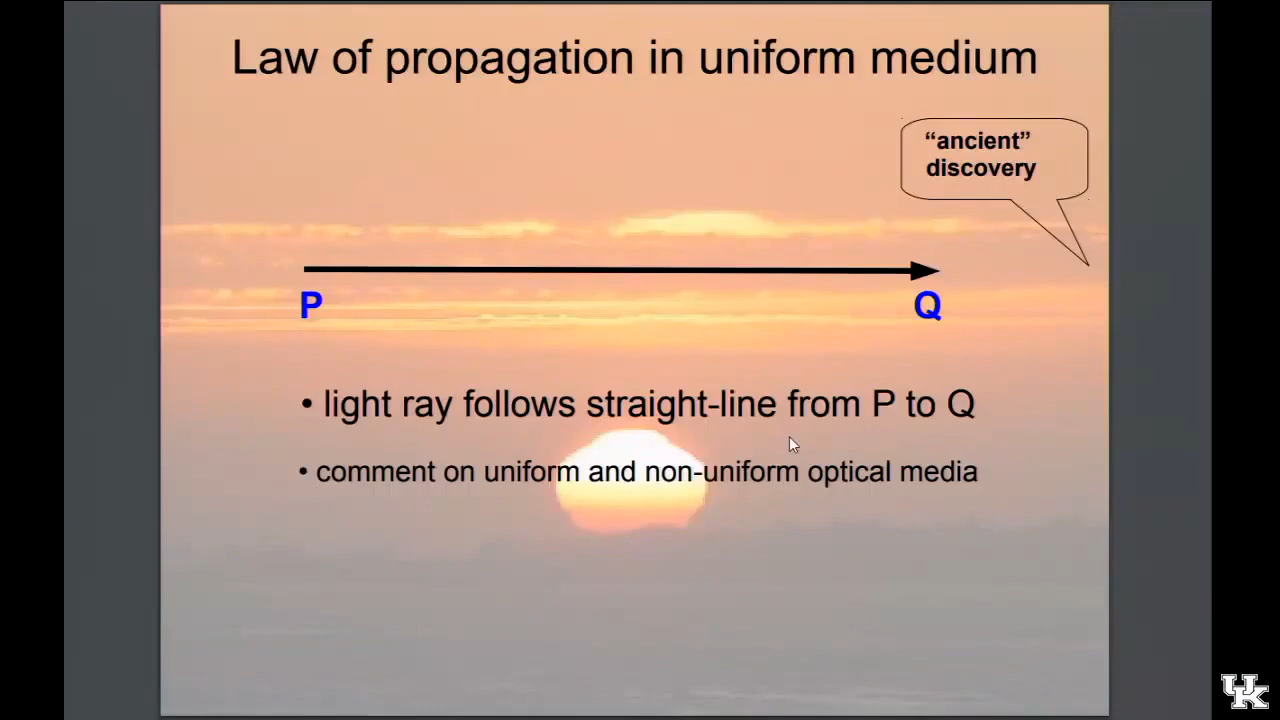 Law of propagation in uniform medium
“ancient”
discovery
P
Q
• light ray follows straight-line from P to Q
• comment on uniform and non-uniform optical media
UK